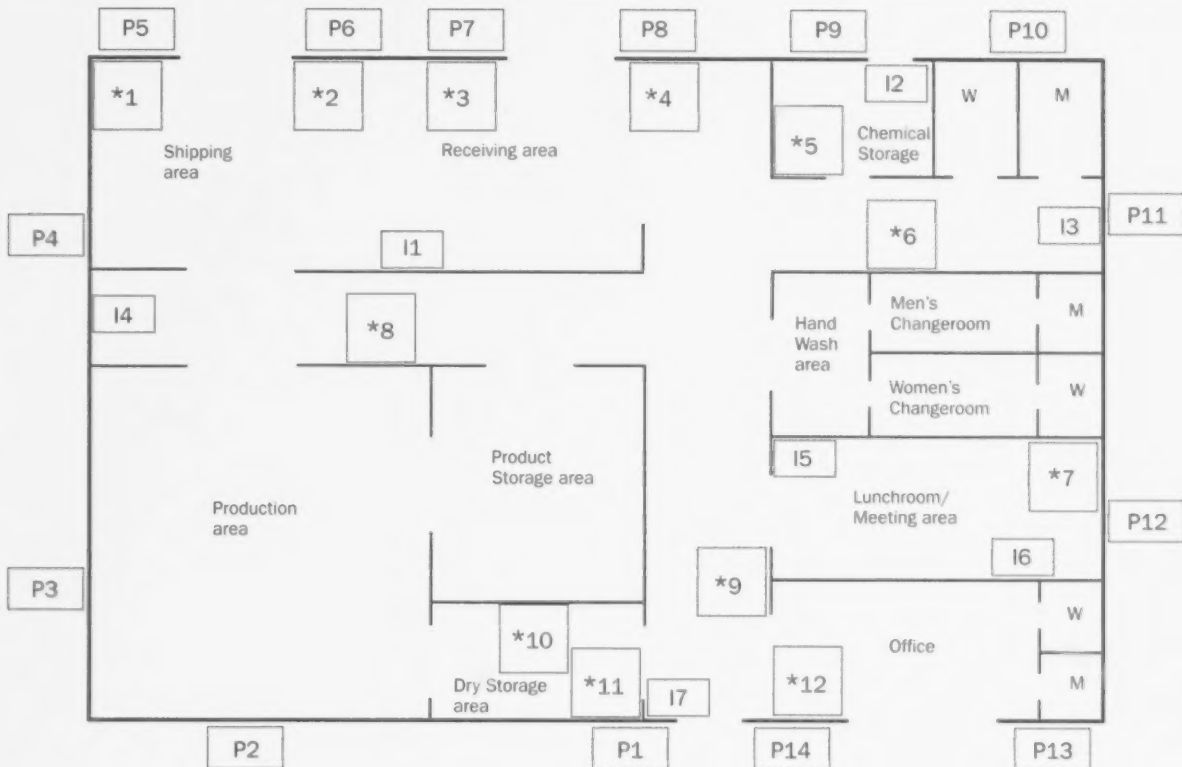 P5
P6
P7
P8
P9
P10
*1
*2
*3
*4
I2
W
M
*5
Chemical
Storage
Shipping
area
Receiving area
P4
I1
*6
I3
P11
I4
*8
Hand
Wash
area
Men's
Changeroom
M
Women's
Changeroom
W
Product
Storage area
I5
*7
Production
area
Lunchroom/
Meeting area
P12
P3
*9
I6
*10
Office
W
Dry Storage
area
*11
I7
*12
M
P2
P1
P14
P13